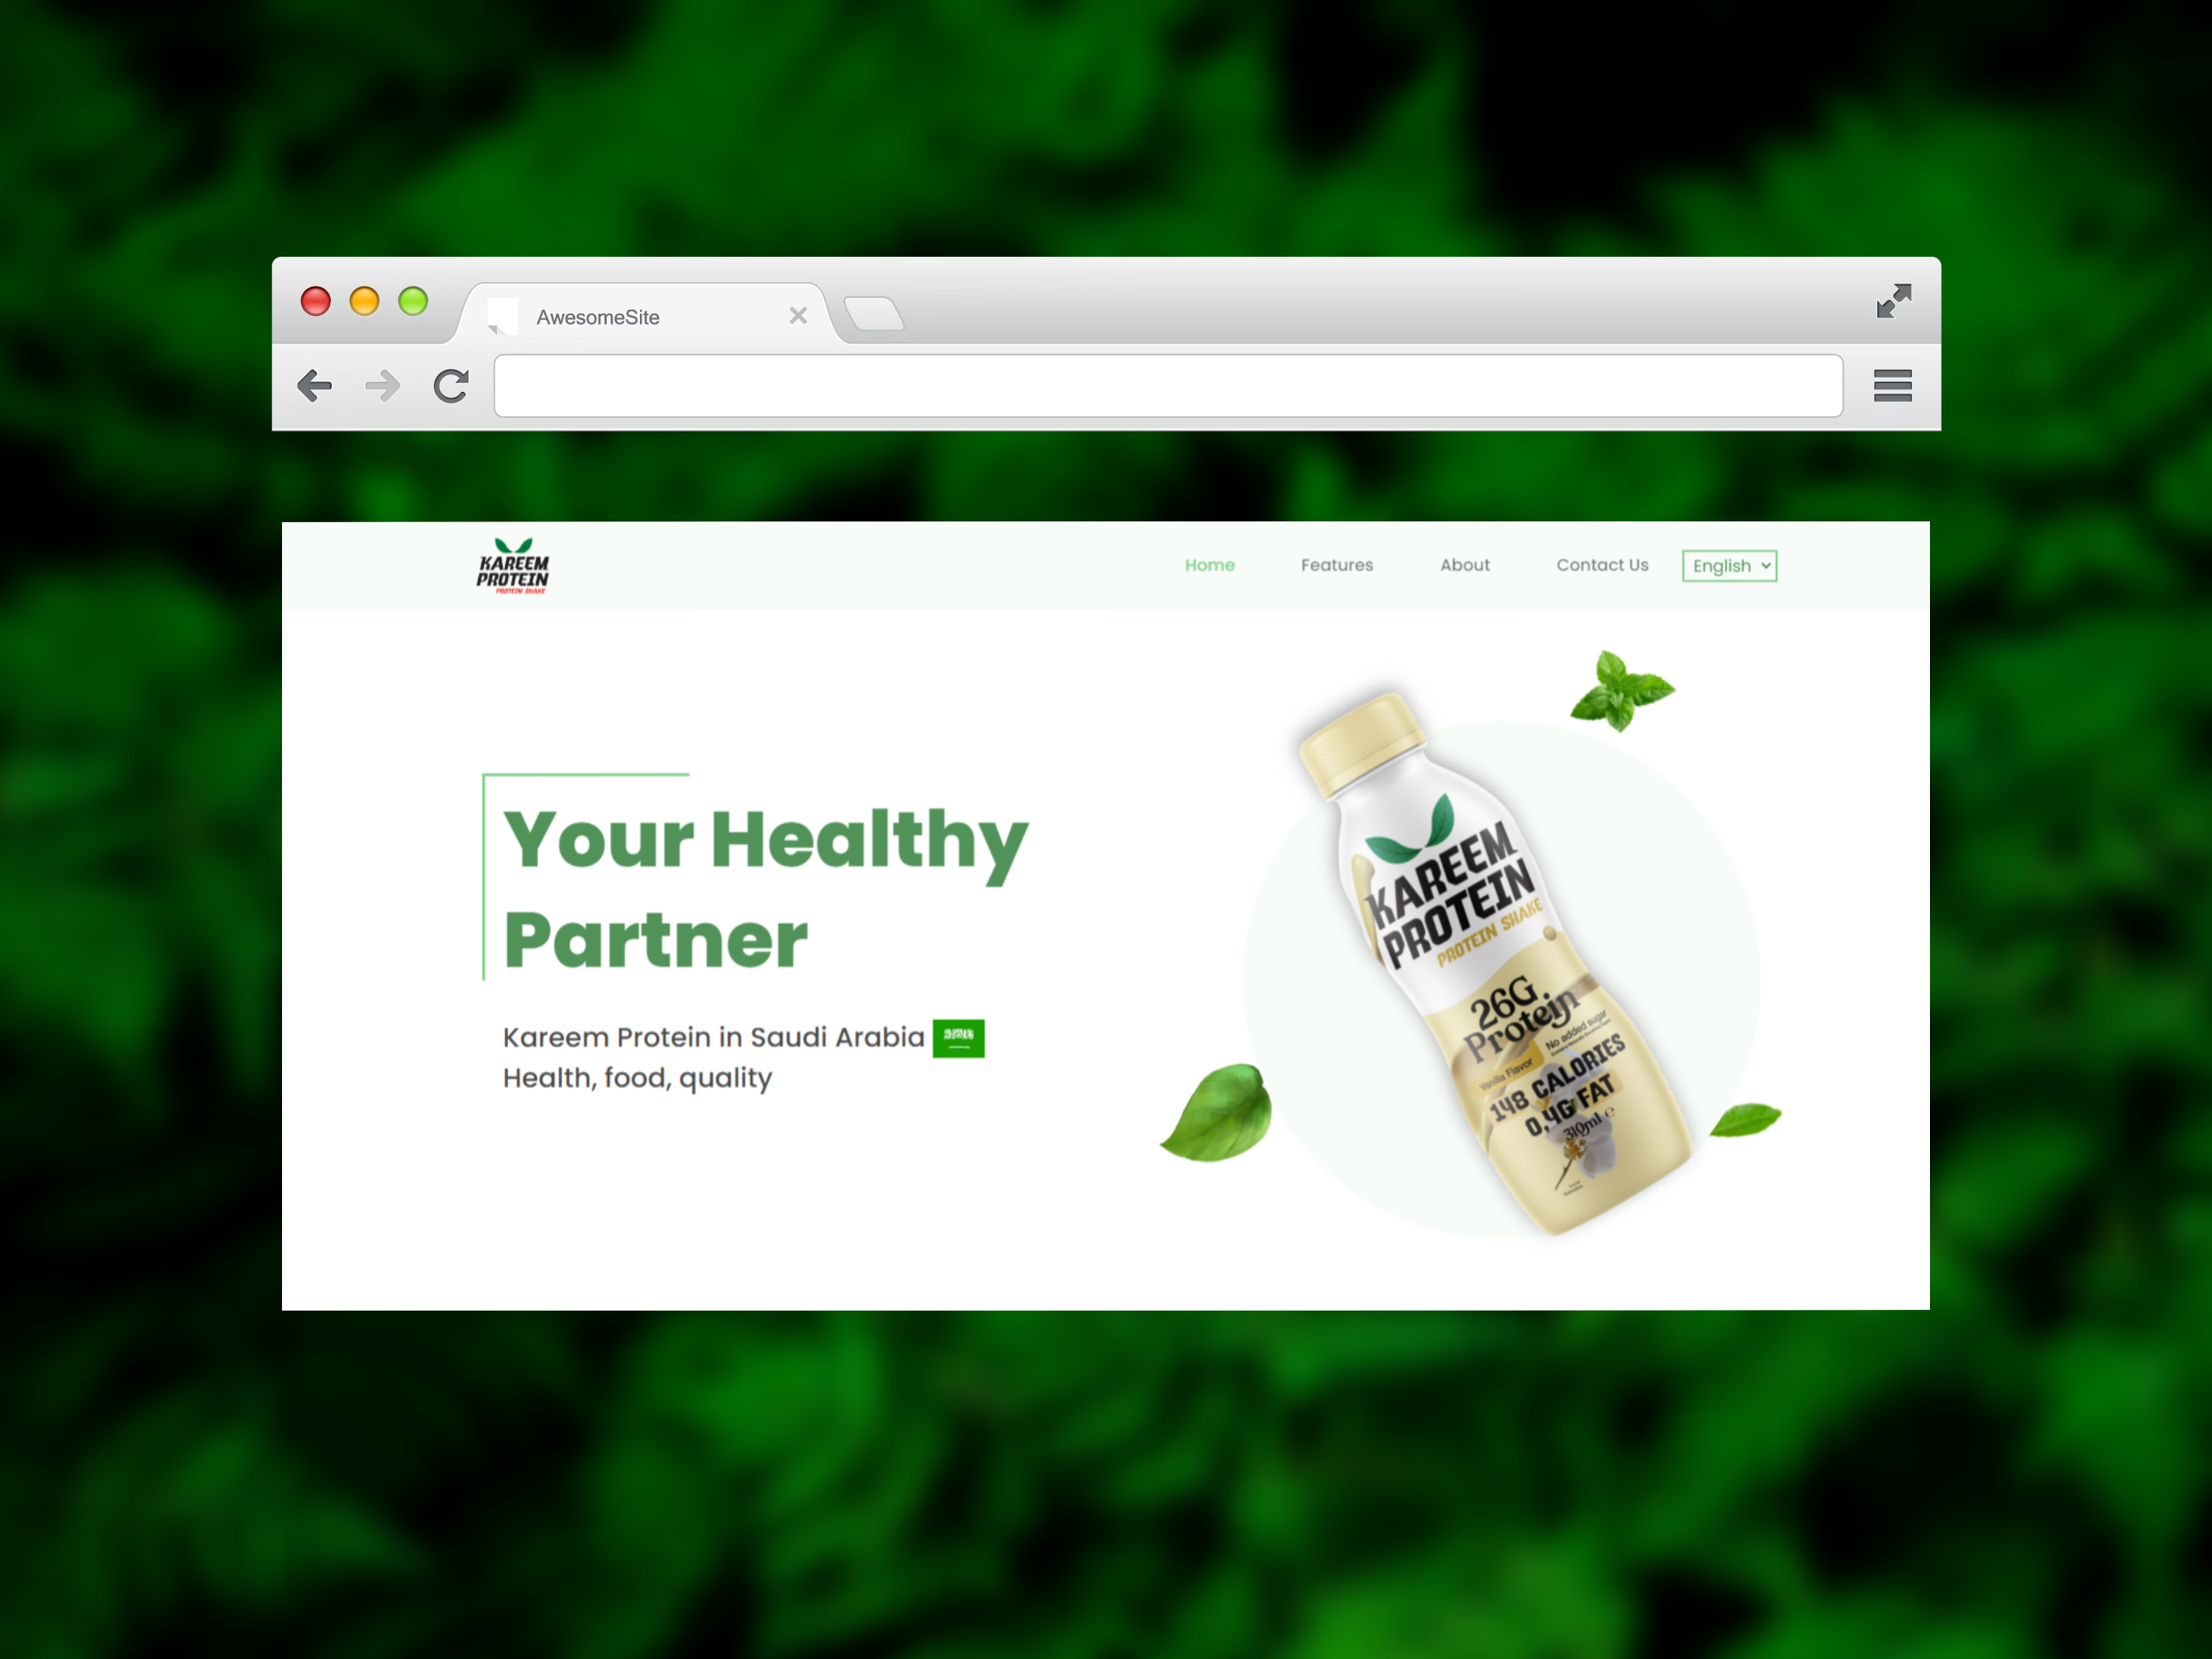 AwesomeSite
KAREEM
PROTEIN
PROTEIN SHAKE
Home
Features
About
Contact Us
English
Your Healthy
Partner
Kareem Protein in Saudi Arabia
Health, food, quality
KAREEM
PROTEIN
PROTEIN SHAKE
26G
Protein
No added sugar
Vanilla Flavor
148 CALORIES
0,4G FAT
310ml e